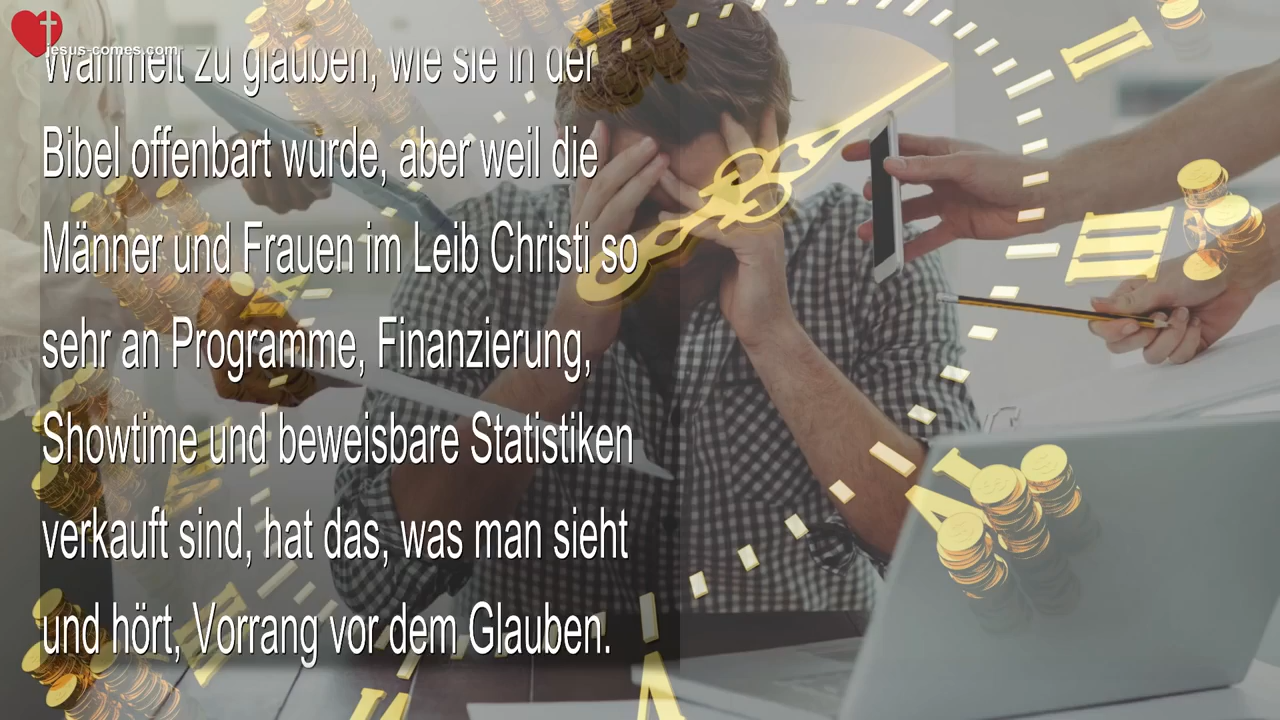 jesus-comes.com
Wahrheit zu glauben, wie sie in der
Bibel offenbart wurde, aber weil die
Männer und Frauen im Leib Christi so
sehr an Programme, Finanzierung,
Showtime und beweisbare Statistiken
verkauft sind, hat das, was man sieht
und hört, Vorrang vor dem Glauben.